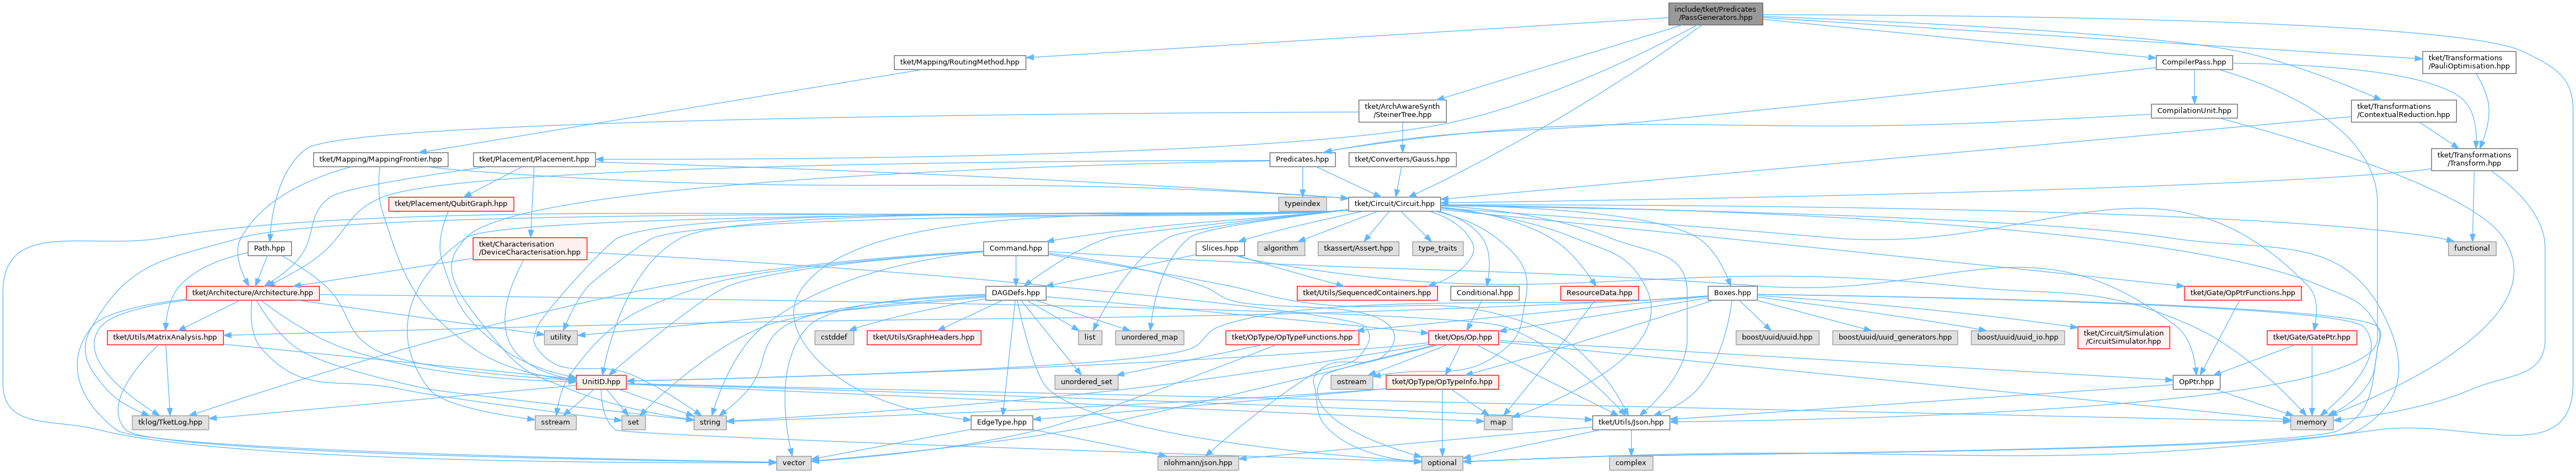 include/tket/Predicates
/PassGenerators.hpp
tket/Mapping/RoutingMethod.hpp
CompilerPass.hpp
tket/Transformations
/PauliOptimisation.hpp
tket/ArchAwareSynth
/SteinerTree.hpp
CompilationUnit.hpp
tket/Transformations
/ContextualReduction.hpp
tket/Mapping/MappingFrontier.hpp
tket/Placement/Placement.hpp
Predicates.hpp
tket/Converters/Gauss.hpp
tket/Transformations
/Transform.hpp
tket/Placement/QubitGraph.hpp
typeindex
tket/Circuit/Circuit.hpp
Path.hpp
tket/Characterisation
/DeviceCharacterisation.hpp
Command.hpp
Slices.hpp
algorithm
tkassert/Assert.hpp
type_traits
functional
tket/Architecture/Architecture.hpp
DAGDefs.hpp
tket/Utils/SequencedContainers.hpp
Conditional.hpp
ResourceData.hpp
Boxes.hpp
tket/Gate/OpPtrFunctions.hpp
tket/Utils/MatrixAnalysis.hpp
utility
cstddef
tket/Utils/GraphHeaders.hpp
list
unordered_map
tket/OpType/OpTypeFunctions.hpp
tket/Ops/Op.hpp
boost/uuid/uuid.hpp
boost/uuid/uuid_generators.hpp
boost/uuid/uuid_io.hpp
tket/Circuit/Simulation
/CircuitSimulator.hpp
tket/Gate/GatePtr.hpp
UnitID.hpp
unordered_set
ostream
tket/OpType/OpTypeInfo.hpp
OpPtr.hpp
tklog/TketLog.hpp
sstream
set
string
EdgeType.hpp
map
tket/Utils/Json.hpp
memory
vector
nlohmann/json.hpp
optional
complex